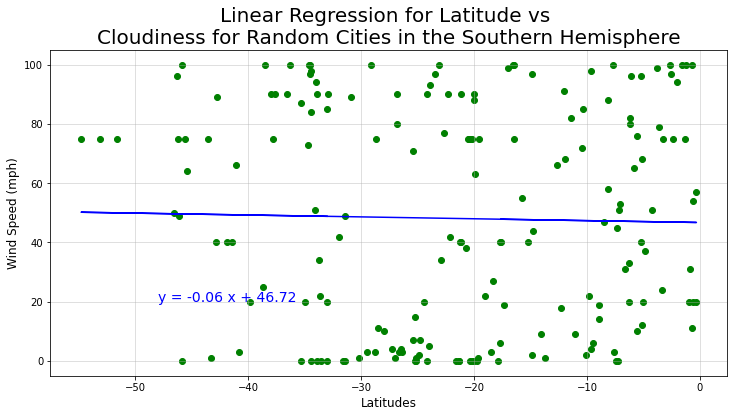 Linear Regression for Latitude vs
Cloudiness for Random Cities in the Southern Hemisphere
Wind Speed (mph)
100
80
60
40
20
0
y = -0.06 x + 46.72
−50
−40
−30
−20
−10
0
Latitudes